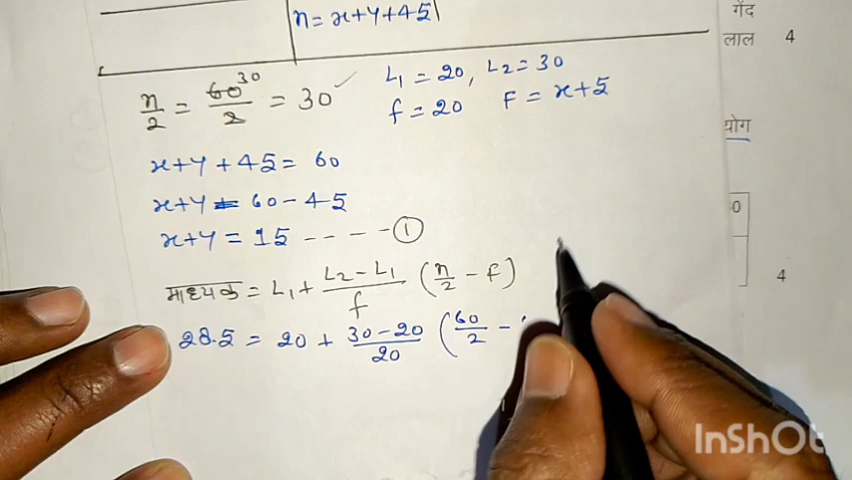 n = x+y+45
गेंद
लाल 4
n/2 = 60 30/2 = 30 ✓
L₁ = 20, L₂ = 30
f = 20 F = x+5
योग
x+y+45 = 60
x+y = 60-45
0
x+y = 15 ---- ①
माध्यक = L₁ + L₂-L₁/f (n/2 - F)
4
28.5 = 20 + 30-20/20 (60/2 -
InShOt